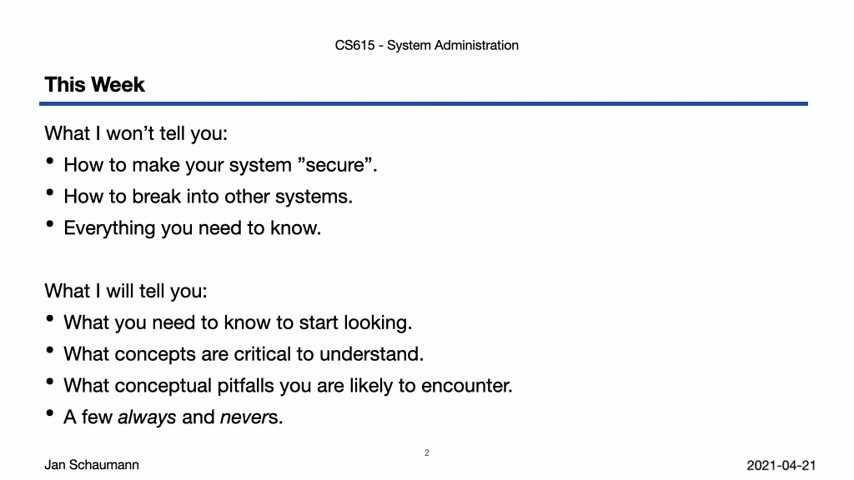 CS615 - System Administration
This Week
What I won’t tell you:
• How to make your system ”secure”.
• How to break into other systems.
• Everything you need to know.
What I will tell you:
• What you need to know to start looking.
• What concepts are critical to understand.
• What conceptual pitfalls you are likely to encounter.
• A few always and nevers.
2
Jan Schaumann
2021-04-21